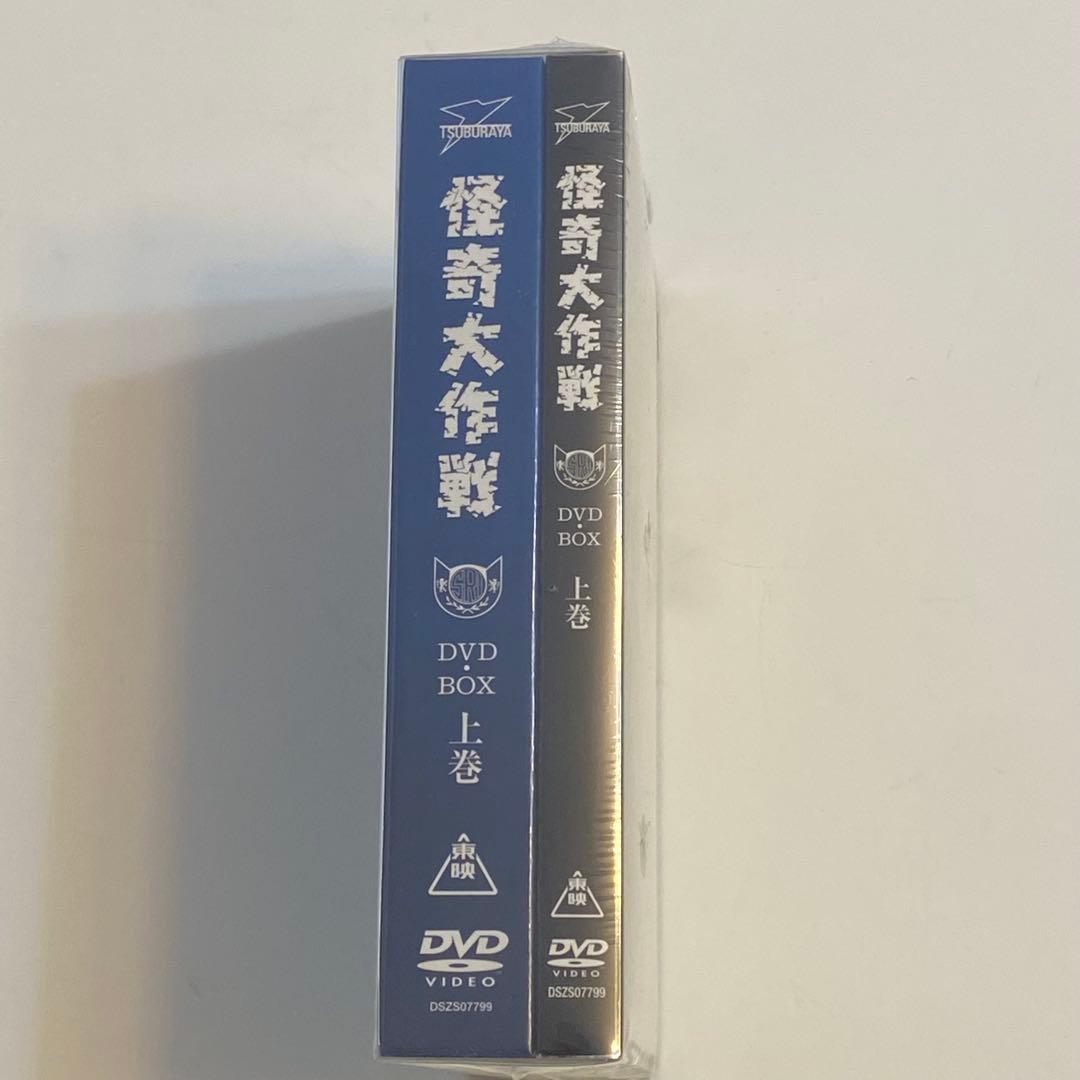 TSUBURAYA
怪奇大作戦
SRI
DVD・BOX
上巻
東映
DVD
VIDEO
DSZS07799
TSUBURAYA
怪奇大作戦
SRI
DVD・BOX
上巻
東映
DVD
VIDEO
DSZS07799